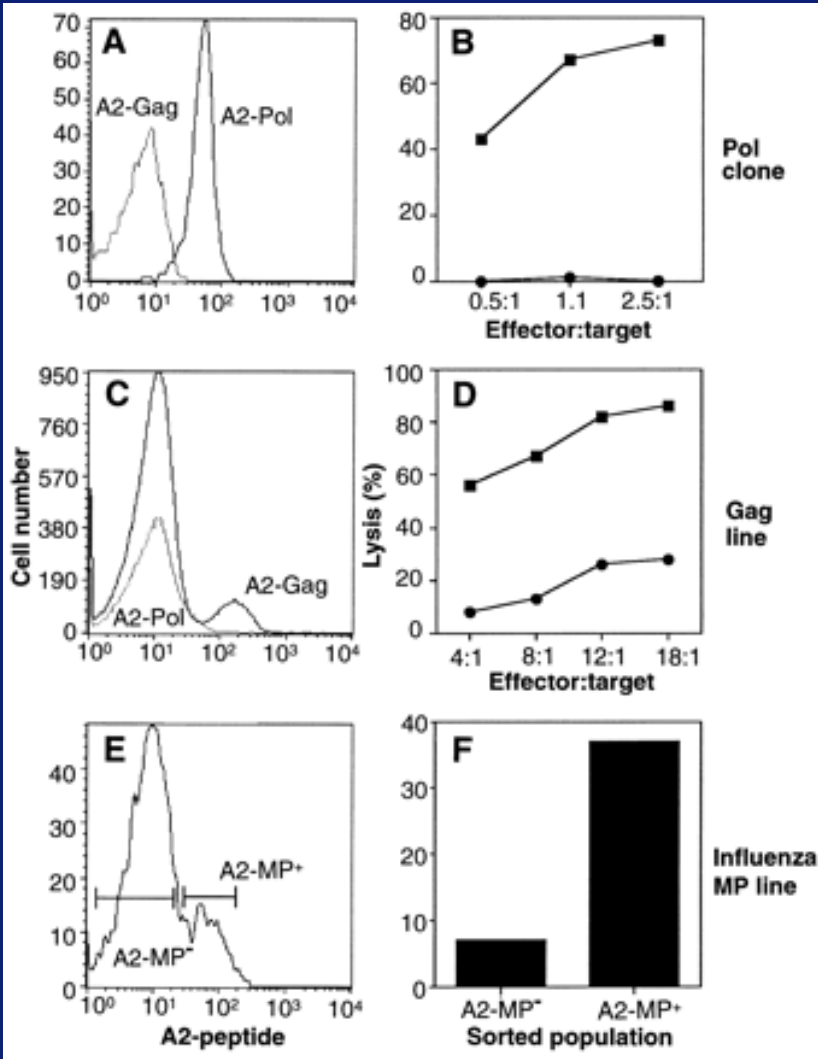 A
70
60
50
40
30
20
10
0
A2-Gag
A2-Pol
10⁰ 10¹ 10² 10³ 10⁴
B
80
60
40
20
0
0.5:1 1.1 2.5:1
Effector:target
Pol
clone
C
950
760
570
380
190
0
Cell number
A2-Gag
A2-Pol
10⁰ 10¹ 10² 10³ 10⁴
D
100
80
60
40
20
0
Lysis (%)
4:1 8:1 12:1 18:1
Effector:target
Gag
line
E
40
30
20
10
0
A2-MP⁺
A2-MP⁻
10⁰ 10¹ 10² 10³ 10⁴
A2-peptide
F
40
30
20
10
0
A2-MP⁻ A2-MP⁺
Sorted population
Influenza
MP line